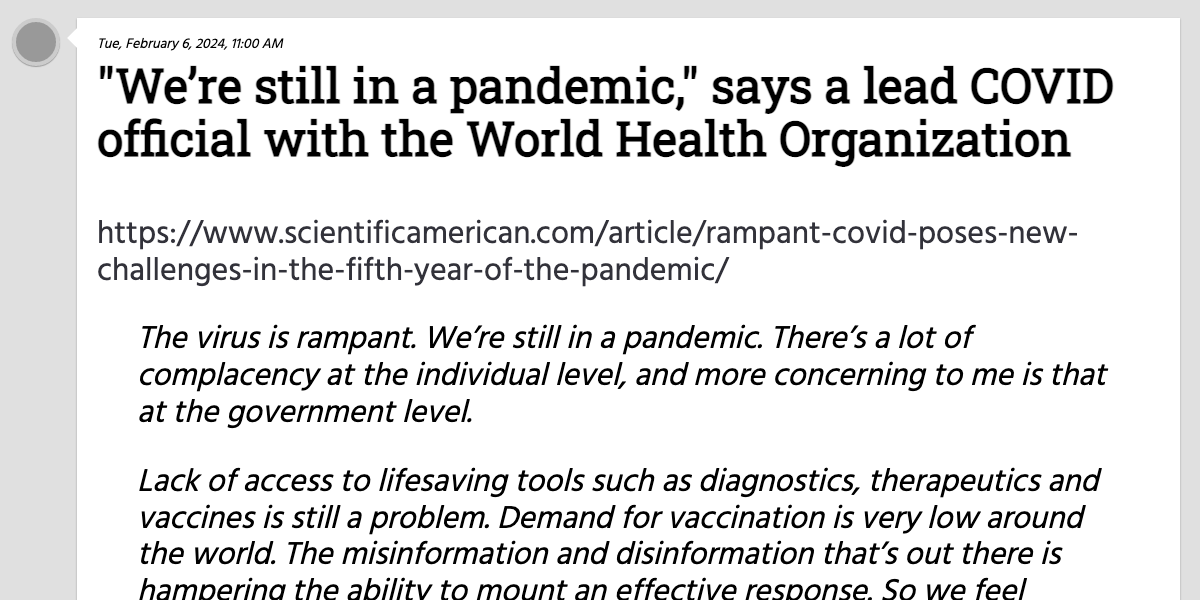 Tue, February 6, 2024, 11:00 AM
"We’re still in a pandemic," says a lead COVID
official with the World Health Organization
https://www.scientificamerican.com/article/rampant-covid-poses-new-
challenges-in-the-fifth-year-of-the-pandemic/
The virus is rampant. We’re still in a pandemic. There’s a lot of
complacency at the individual level, and more concerning to me is that
at the government level.
Lack of access to lifesaving tools such as diagnostics, therapeutics and
vaccines is still a problem. Demand for vaccination is very low around
the world. The misinformation and disinformation that’s out there is
hampering the ability to mount an effective response. So we feel